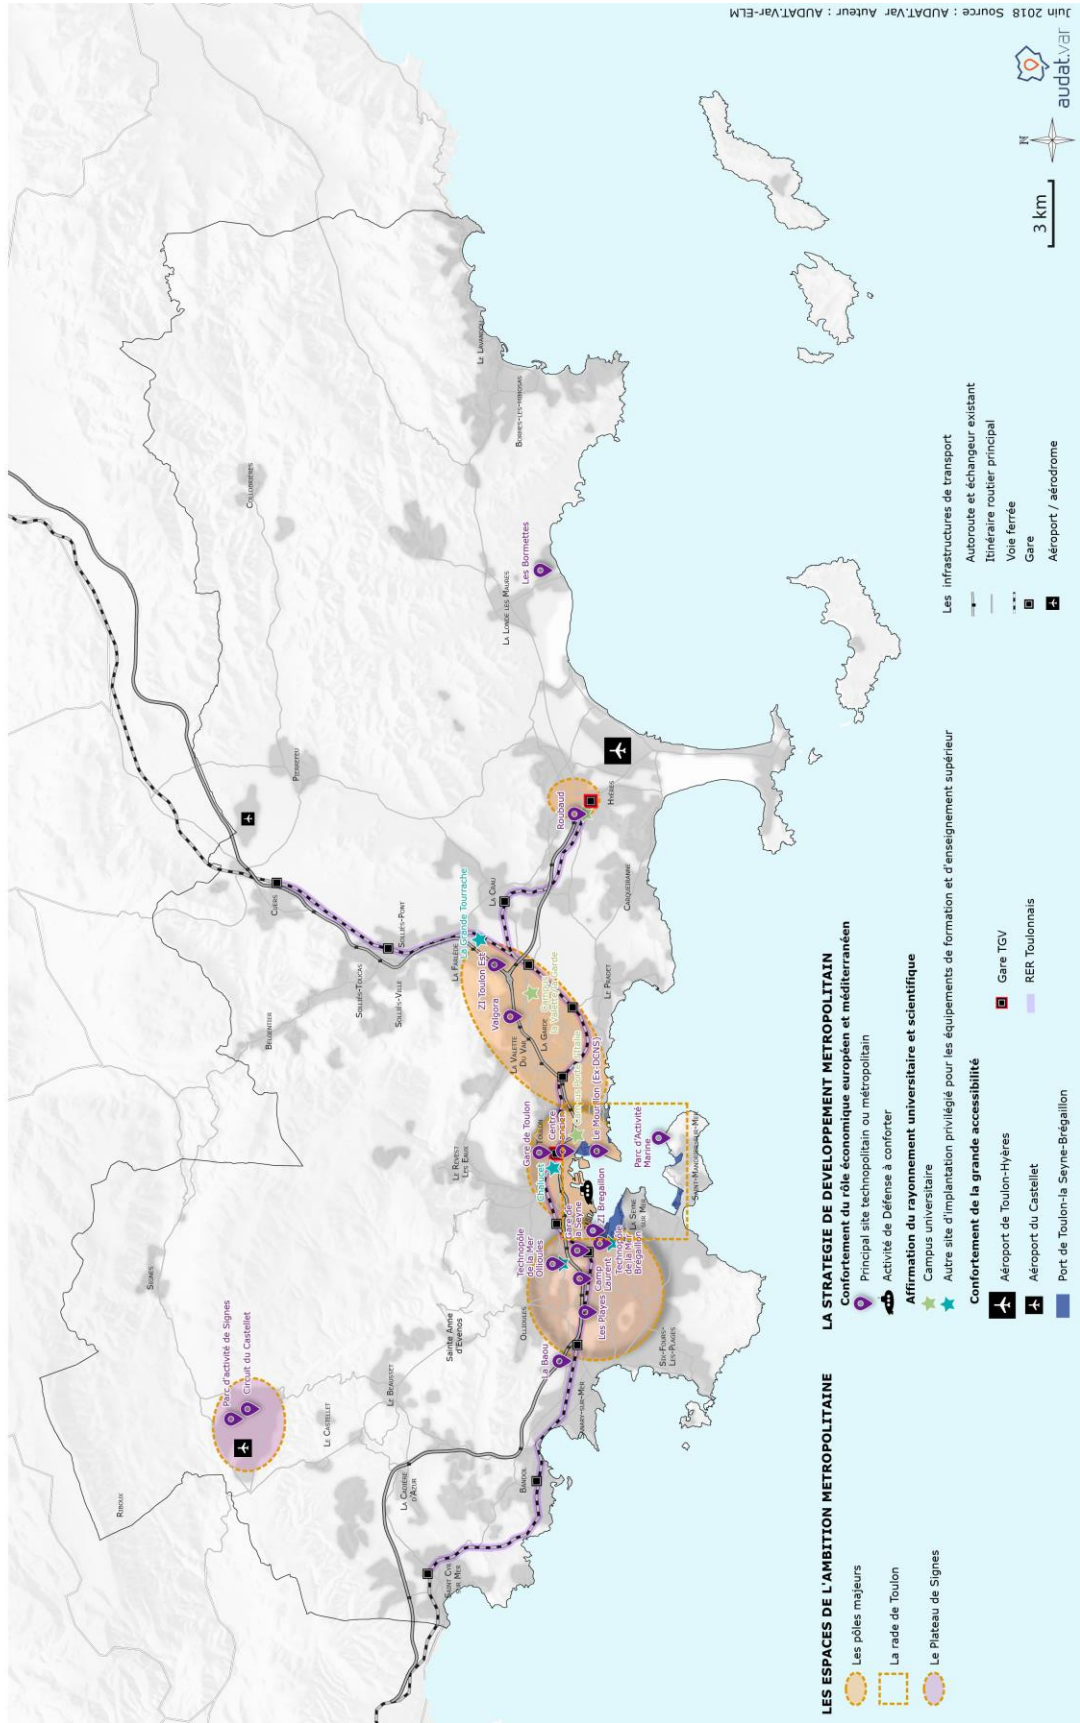 Juin 2018 Source : AUDAT.Var Auteur : AUDAT.Var-ELM
audat.var
N
3 km
RIBOUX
SIGNES
Parc d'activité de Signes
Circuit du Castellet
LE CASTELLET
LE BEAUSSET
Sainte Anne
d'Evenos
LA CADIÈRE
D'AZUR
SAINT CYR
SUR MER
BANDOL
SANARY-SUR-MER
La Baou
OLLIOULES
SIX-FOURS-
LES-PLAGES
Technopôle
de la Mer
Ollioules
Les Playes
Camp
Laurent
Gare de
la Seyne
ZI Brégaillon
Technopôle
de la Mer
Brégaillon
LA SEYNE
SUR MER
SAINT-MANDRIER-SUR-MER
Parc d'Activité
Marine
LE REVEST
LES EAUX
Gare de Toulon
TOULON
Chalucet
Centre
ancien
Le Mourillon (Ex-DCNS)
LA VALETTE
DU VAR
LA GARDE
LE PRADET
Valgora
ZI Toulon Est
LA FARLÈDE
La Grande Tourrache
LA CRAU
CARQUEIRANNE
HYÈRES
Roubaud
BELGENTIER
SOLLIÈS-TOUCAS
SOLLIÈS-VILLE
SOLLIÈS-PONT
CUERS
PIERREFEU
COLLOBRIÈRES
LA LONDE LES MAURES
Les Bormettes
BORMES-LES-MIMOSAS
LE LAVANDOU
LES ESPACES DE L'AMBITION METROPOLITAINE
Les pôles majeurs
La rade de Toulon
Le Plateau de Signes
LA STRATEGIE DE DEVELOPPEMENT METROPOLITAIN
Confortement du rôle économique européen et méditerranéen
Principal site technopolitain ou métropolitain
Activité de Défense à conforter
Affirmation du rayonnement universitaire et scientifique
Campus universitaire
Autre site d'implantation privilégié pour les équipements de formation et d'enseignement supérieur
Confortement de la grande accessibilité
Aéroport de Toulon-Hyères
Aéroport du Castellet
Port de Toulon-la Seyne-Brégaillon
Gare TGV
RER Toulonnais
Les infrastructures de transport
Autoroute et échangeur existant
Itinéraire routier principal
Voie ferrée
Gare
Aéroport / aérodrome